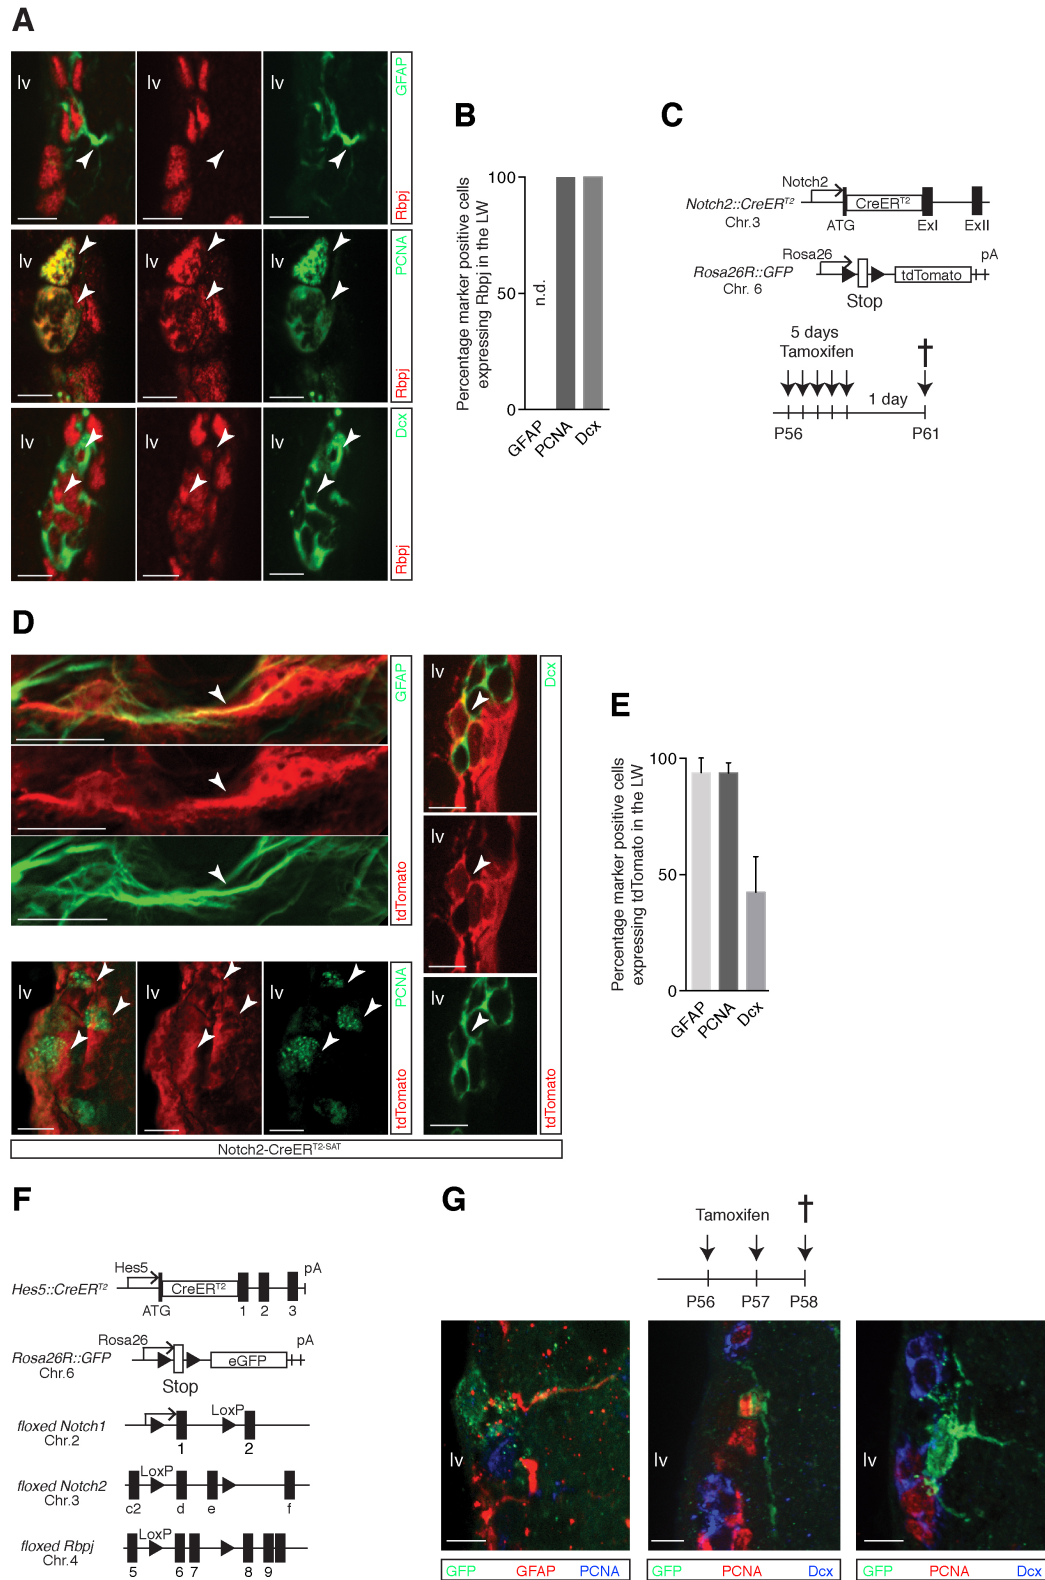 A
lv
lv
lv
GFAP
Rbpj
lv
lv
lv
PCNA
Rbpj
lv
lv
lv
Dcx
Rbpj
B
Percentage marker positive cells
expressing Rbpj in the LW
100
50
0
n.d.
GFAP
PCNA
Dcx
C
Notch2
Notch2::CreERT2
Chr.3
CreERT2
ATG
ExI
ExII
Rosa26
pA
Rosa26R::GFP
Chr. 6
tdTomato
Stop
5 days
Tamoxifen
1 day
P56
P61
D
GFAP
tdTomato
lv
lv
lv
Dcx
tdTomato
lv
lv
lv
PCNA
tdTomato
Notch2-CreERT2-SAT
E
Percentage marker positive cells
expressing tdTomato in the LW
100
50
0
GFAP
PCNA
Dcx
F
Hes5
pA
Hes5::CreERT2
CreERT2
ATG
1
2
3
Rosa26
pA
Rosa26R::GFP
Chr.6
eGFP
Stop
LoxP
floxed Notch1
Chr.2
1
2
LoxP
floxed Notch2
Chr.3
c2
d
e
f
LoxP
floxed Rbpj
Chr.4
5
6
7
8
9
G
Tamoxifen
P56
P57
P58
lv
lv
lv
GFP GFAP PCNA
GFP PCNA Dcx
GFP PCNA Dcx